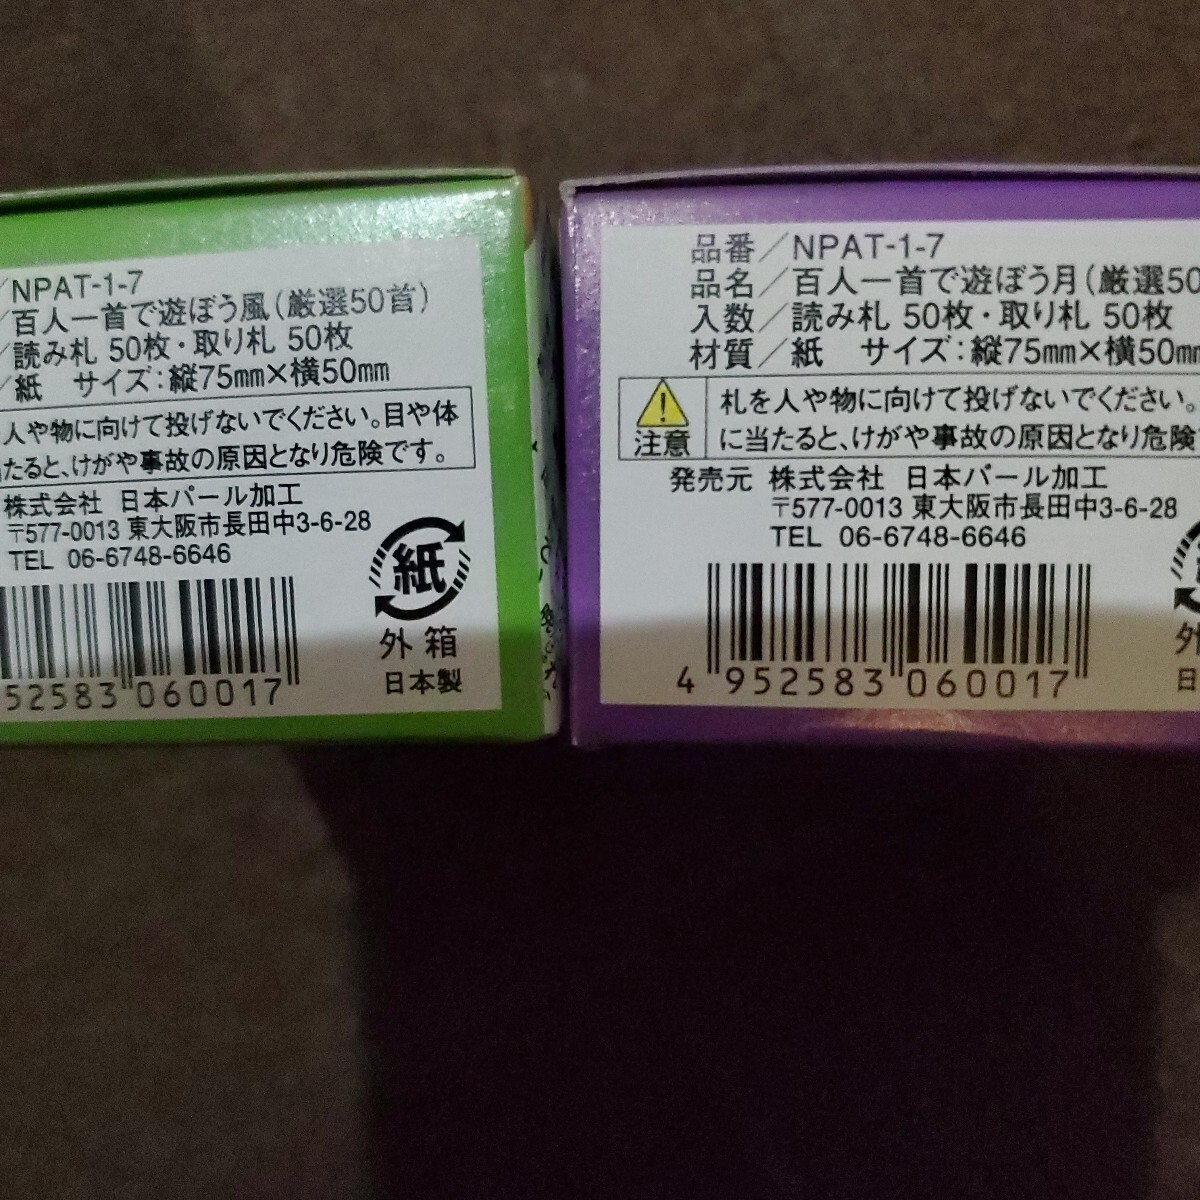 /NPAT-1-7
/百人一首で遊ぼう風(厳選50首)
/読み札 50枚・取り札 50枚
/紙 サイズ:縦75mm×横50mm
人や物に向けて投げないでください。目や体
たると、けがや事故の原因となり危険です。
株式会社 日本パール加工
〒577-0013 東大阪市長田中3-6-28
TEL 06-6748-6646
紙
外箱
日本製
52583 060017
品番/NPAT-1-7
品名/百人一首で遊ぼう月(厳選50
入数/読み札 50枚・取り札 50枚
材質/紙 サイズ:縦75mm×横50mm
注意
札を人や物に向けて投げないでください。
に当たると、けがや事故の原因となり危険
発売元 株式会社 日本パール加工
〒577-0013 東大阪市長田中3-6-28
TEL 06-6748-6646
外
日
4 952583 060017